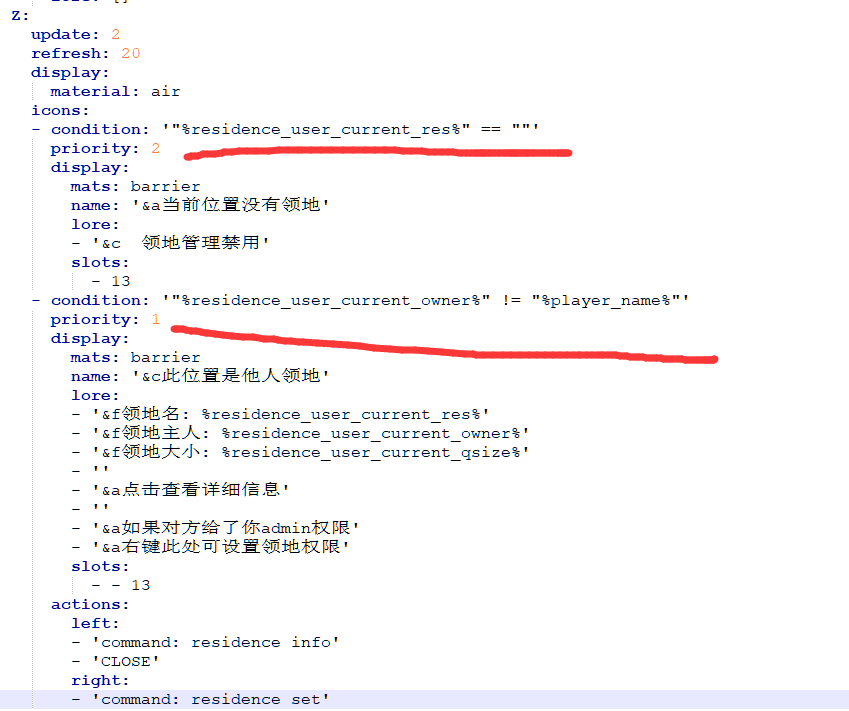 Z:
update: 2
refresh: 20
display:
material: air
icons:
- condition: '"%residence_user_current_res%" == ""'
priority: 2
display:
mats: barrier
name: '&a当前位置没有领地'
lore:
- '&c  领地管理禁用'
slots:
- 13
- condition: '"%residence_user_current_owner%" != "%player_name%"'
priority: 1
display:
mats: barrier
name: '&c此位置是他人领地'
lore:
- '&f领地名: %residence_user_current_res%'
- '&f领地主人: %residence_user_current_owner%'
- '&f领地大小: %residence_user_current_qsize%'
- ''
- '&a点击查看详细信息'
- ''
- '&a如果对方给了你admin权限'
- '&a右键此处可设置领地权限'
slots:
- - 13
actions:
left:
- 'command: residence info'
- 'CLOSE'
right:
- 'command: residence set'